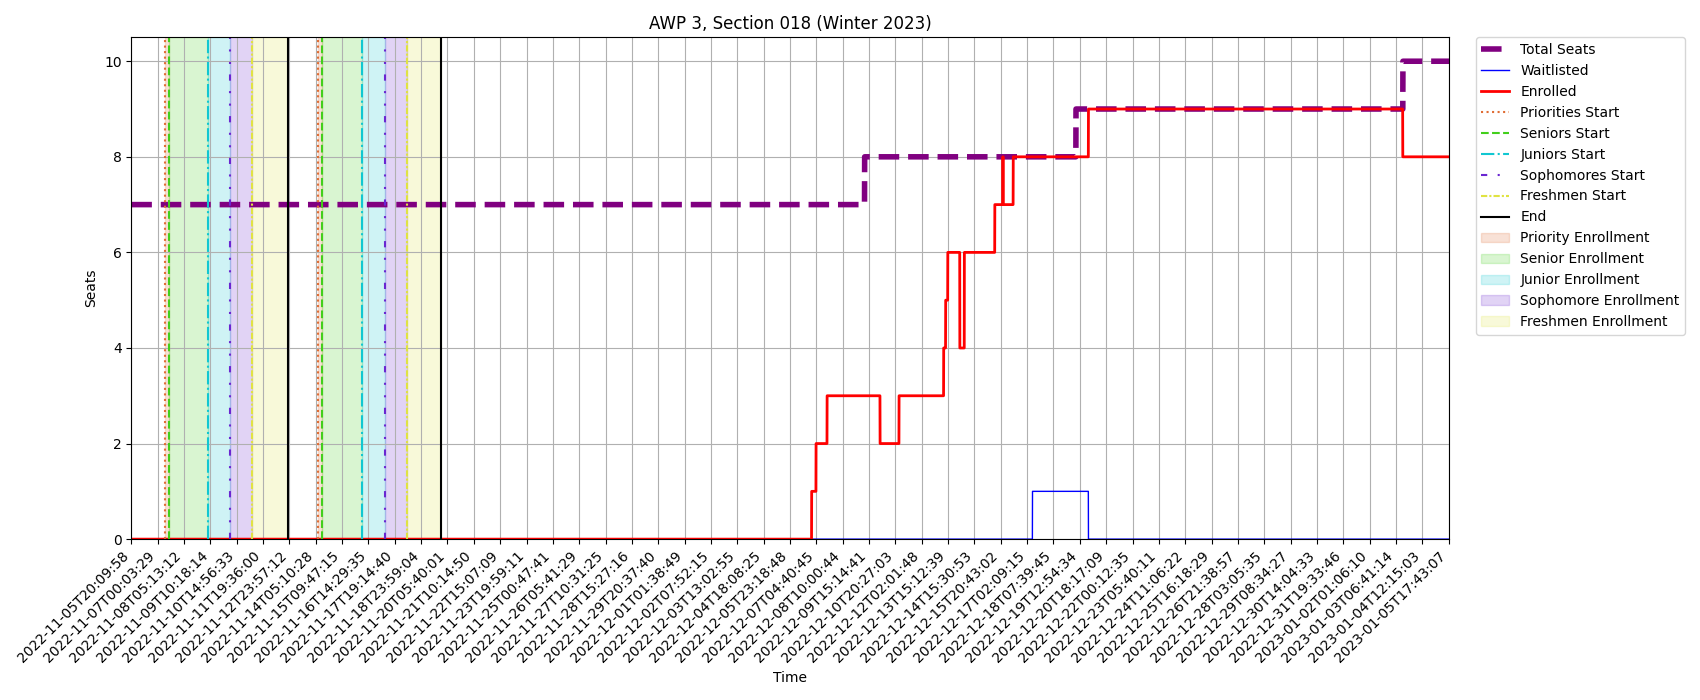 AWP 3, Section 018 (Winter 2023)
Seats
10
8
6
4
2
0
2022-11-05T20:09:58
2022-11-07T00:03:29
2022-11-08T05:13:12
2022-11-09T10:18:14
2022-11-10T14:56:33
2022-11-11T19:36:00
2022-11-12T23:57:12
2022-11-14T05:10:28
2022-11-15T09:47:15
2022-11-16T14:29:35
2022-11-17T19:14:40
2022-11-18T23:59:04
2022-11-20T05:40:01
2022-11-21T10:14:50
2022-11-22T15:07:09
2022-11-23T19:59:11
2022-11-25T00:47:41
2022-11-26T05:41:29
2022-11-27T10:31:25
2022-11-28T15:27:16
2022-11-29T20:37:40
2022-12-01T01:38:49
2022-12-02T07:52:15
2022-12-03T13:02:55
2022-12-04T18:08:25
2022-12-05T23:18:48
2022-12-07T04:40:45
2022-12-08T10:00:44
2022-12-09T15:14:41
2022-12-10T20:27:03
2022-12-12T02:01:48
2022-12-13T15:12:39
2022-12-14T15:30:53
2022-12-15T20:43:02
2022-12-17T02:09:15
2022-12-18T07:39:45
2022-12-19T12:54:34
2022-12-20T18:17:09
2022-12-22T00:12:35
2022-12-23T05:40:11
2022-12-24T11:06:22
2022-12-25T16:18:29
2022-12-26T21:38:57
2022-12-28T03:05:35
2022-12-29T08:34:27
2022-12-30T14:04:33
2022-12-31T19:33:46
2023-01-02T01:06:10
2023-01-03T06:41:14
2023-01-04T12:15:03
2023-01-05T17:43:07
Time
Total Seats
Waitlisted
Enrolled
Priorities Start
Seniors Start
Juniors Start
Sophomores Start
Freshmen Start
End
Priority Enrollment
Senior Enrollment
Junior Enrollment
Sophomore Enrollment
Freshmen Enrollment